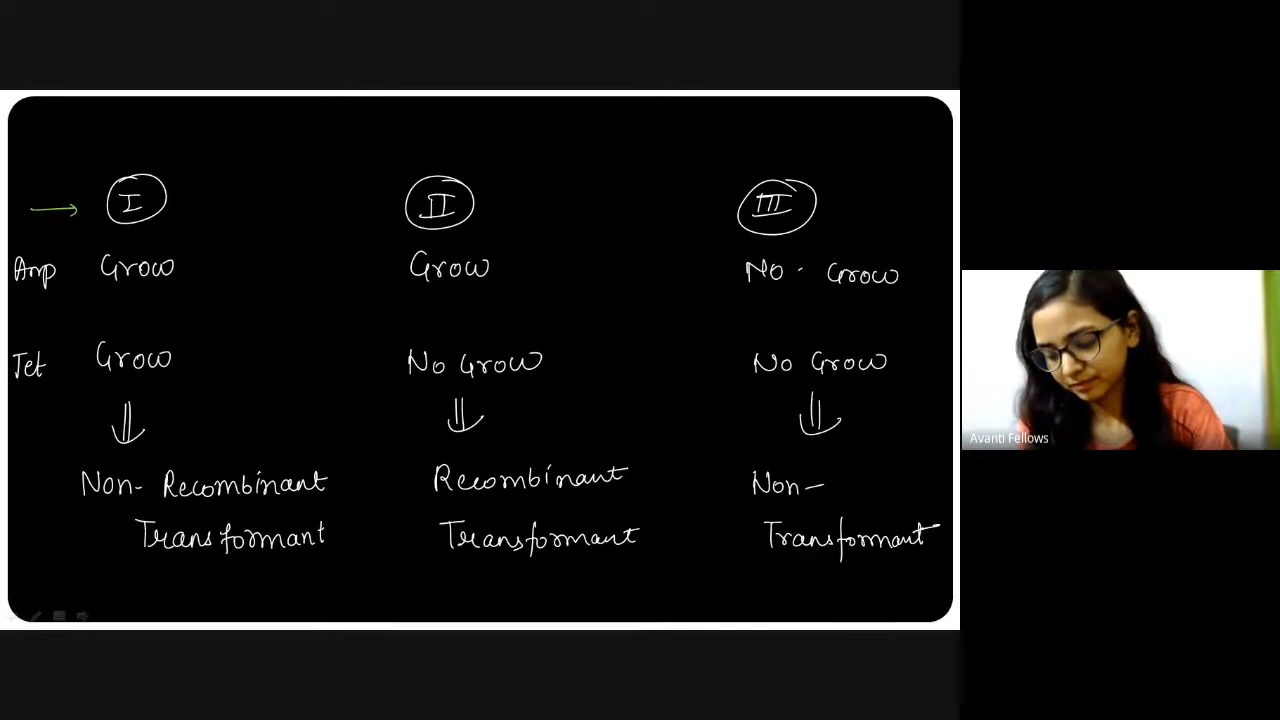 → I II III
Amp Grow Grow No. Grow
Tet Grow No Grow No Grow
Non- Recombinant Recombinant Non-
Transformant Transformant Transformant
Avanti Fellows